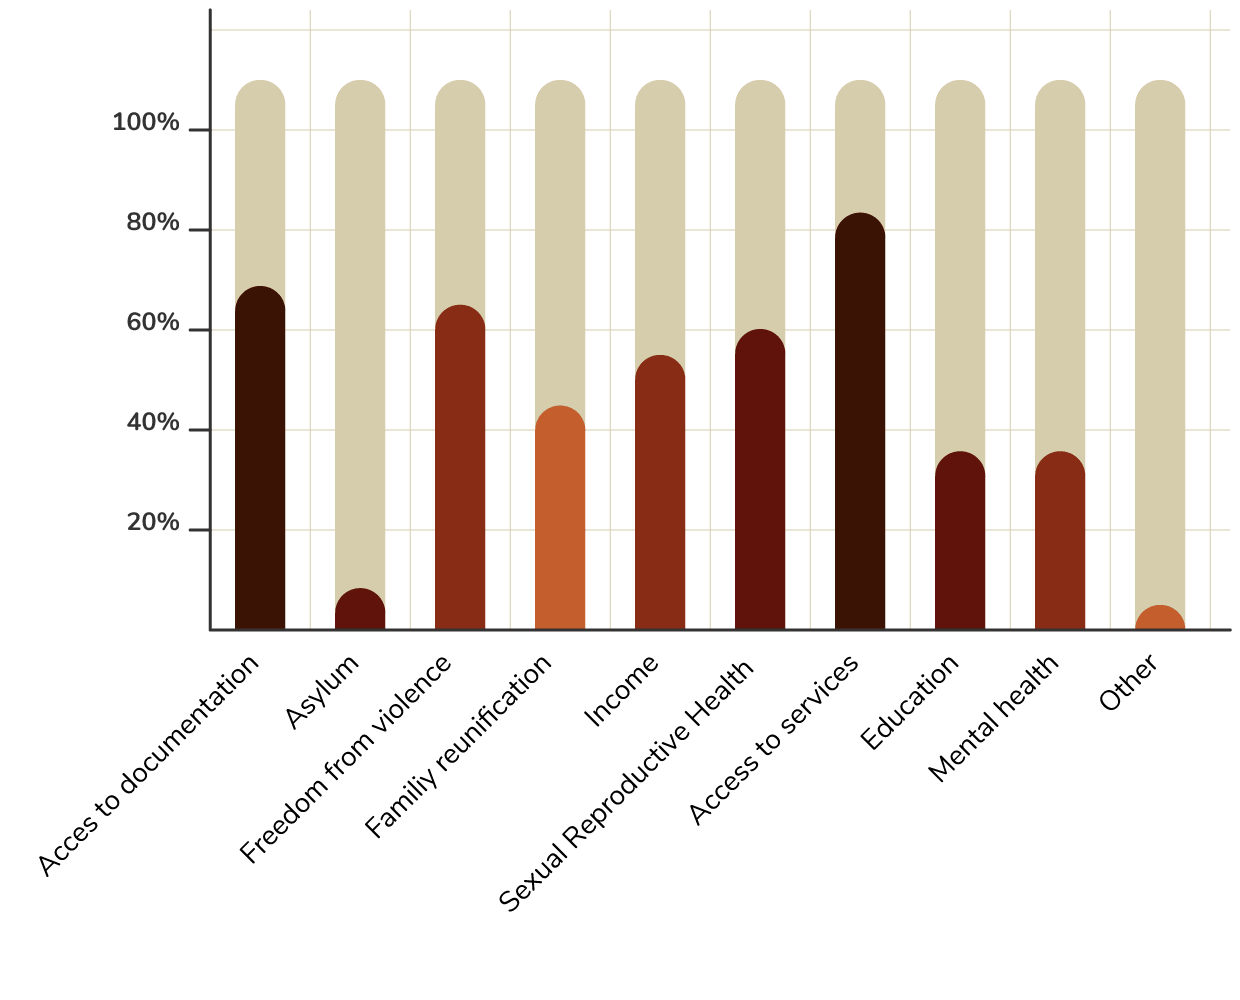 100%
80%
60%
40%
20%
Acces to documentation
Asylum
Freedom from violence
Familiy reunification
Income
Sexual Reproductive Health
Access to services
Education
Mental health
Other